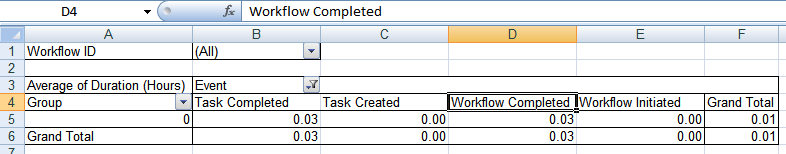 D4 fx Workflow Completed
A B C D E F
1 Workflow ID (All)
2
3 Average of Duration (Hours) Event
4 Group Task Completed Task Created Workflow Completed Workflow Initiated Grand Total
5 0 0.03 0.00 0.03 0.00 0.01
6 Grand Total 0.03 0.00 0.03 0.00 0.01
7